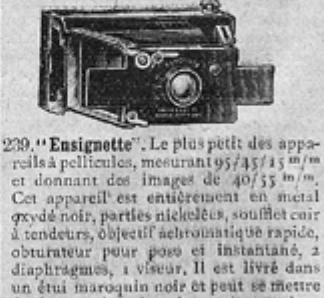 239. "Ensignette". Le plus petit des appa-
reils à pellicules, mesurant 95/45/15 m/m
et donnant des images de 40/55 m/m.
Cet appareil est entièrement en métal
oxydé noir, parties nickelées, soufflet cuir
à tendeurs, objectif achromatique rapide,
obturateur pour pose et instantané, 2
diaphragmes, 1 viseur. Il est livré dans
un étui maroquin noir et peut se mettre